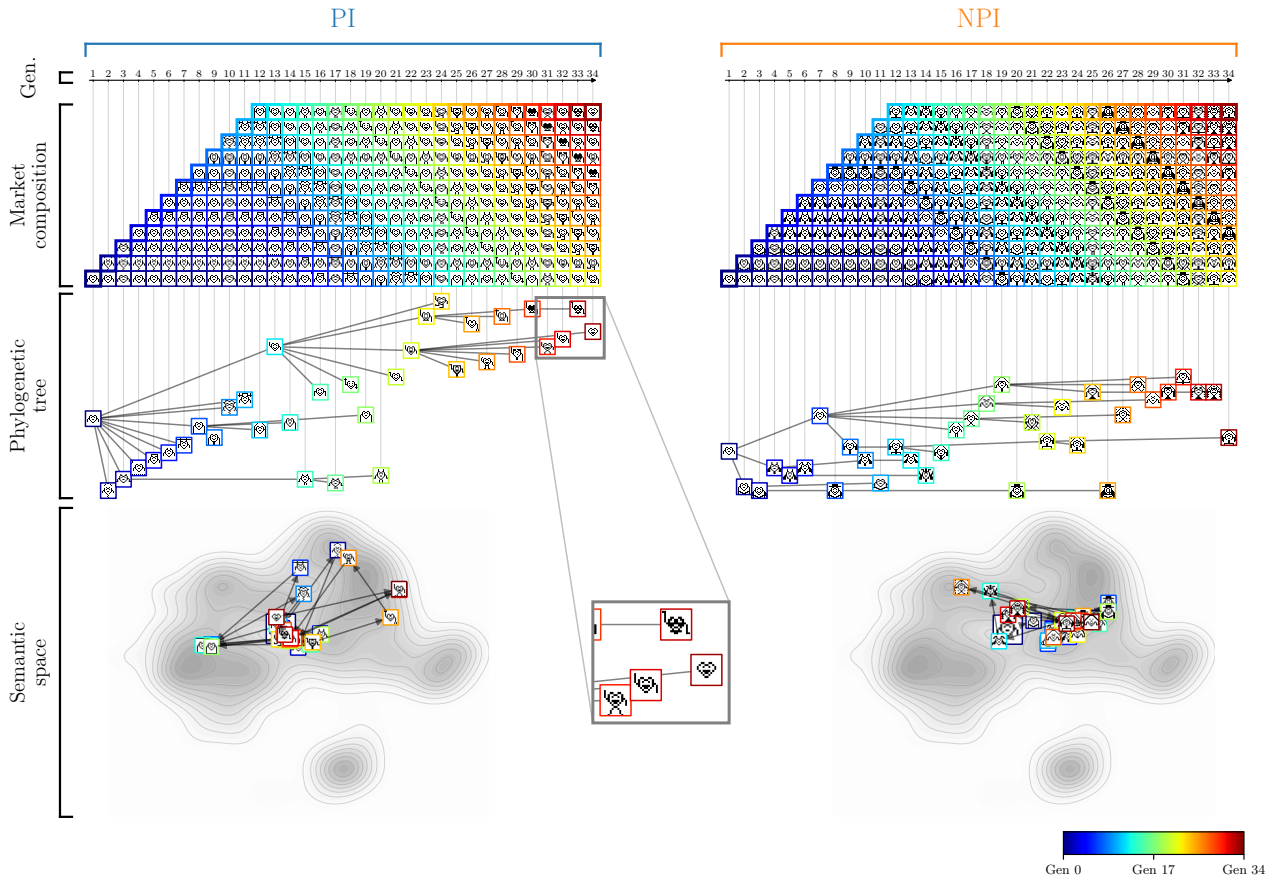 PI
NPI
Gen.
1 2 3 4 5 6 7 8 9 10 11 12 13 14 15 16 17 18 19 20 21 22 23 24 25 26 27 28 29 30 31 32 33 34
1 2 3 4 5 6 7 8 9 10 11 12 13 14 15 16 17 18 19 20 21 22 23 24 25 26 27 28 29 30 31 32 33 34
Market
composition
Phylogenetic
tree
Semantic
space
Gen 0
Gen 17
Gen 34